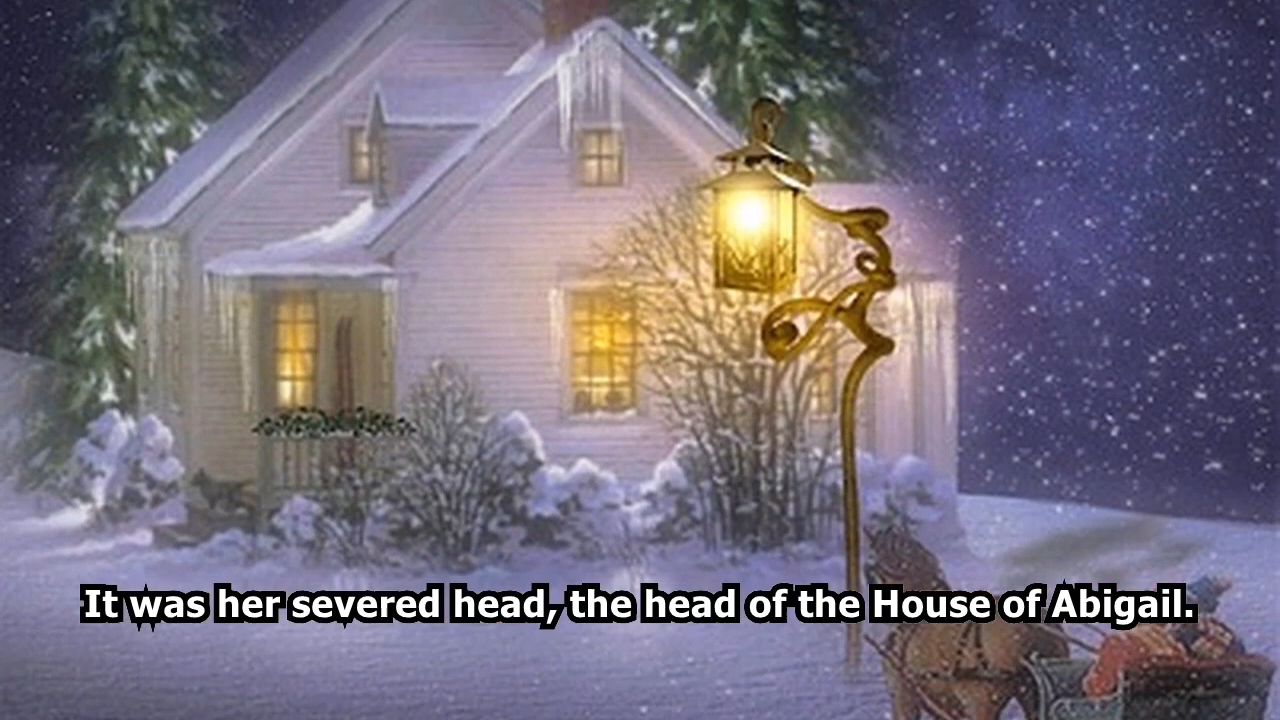 It was her severed head, the head of the House of Abigail.